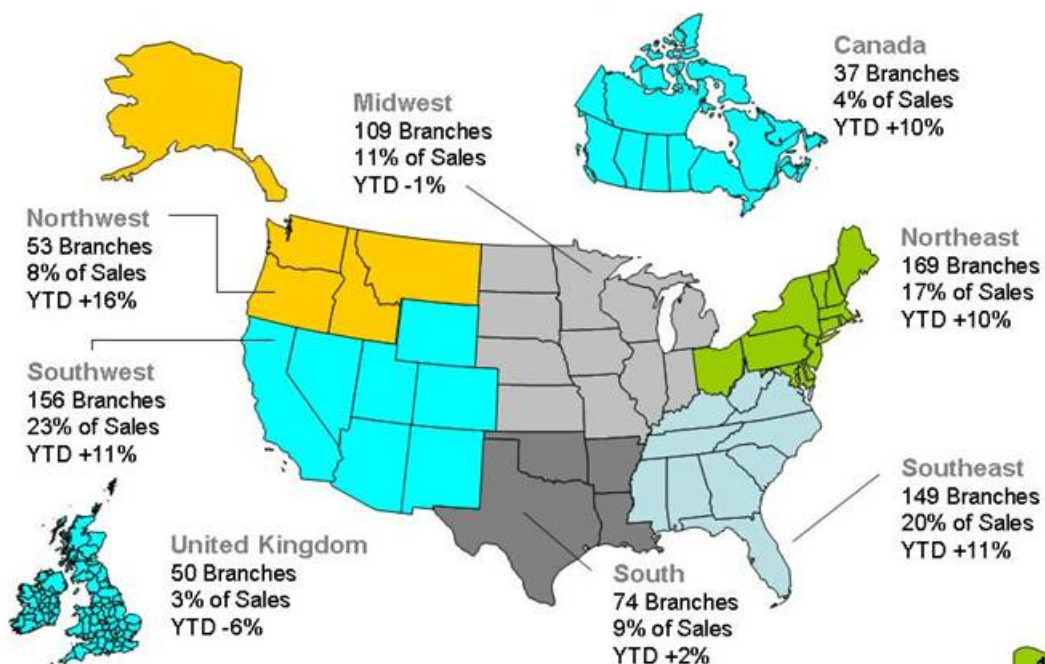 Canada
37 Branches
4% of Sales
YTD +10%
Midwest
109 Branches
11% of Sales
YTD -1%
Northwest
53 Branches
8% of Sales
YTD +16%
Northeast
169 Branches
17% of Sales
YTD +10%
Southwest
156 Branches
23% of Sales
YTD +11%
Southeast
149 Branches
20% of Sales
YTD +11%
United Kingdom
50 Branches
3% of Sales
YTD -6%
South
74 Branches
9% of Sales
YTD +2%